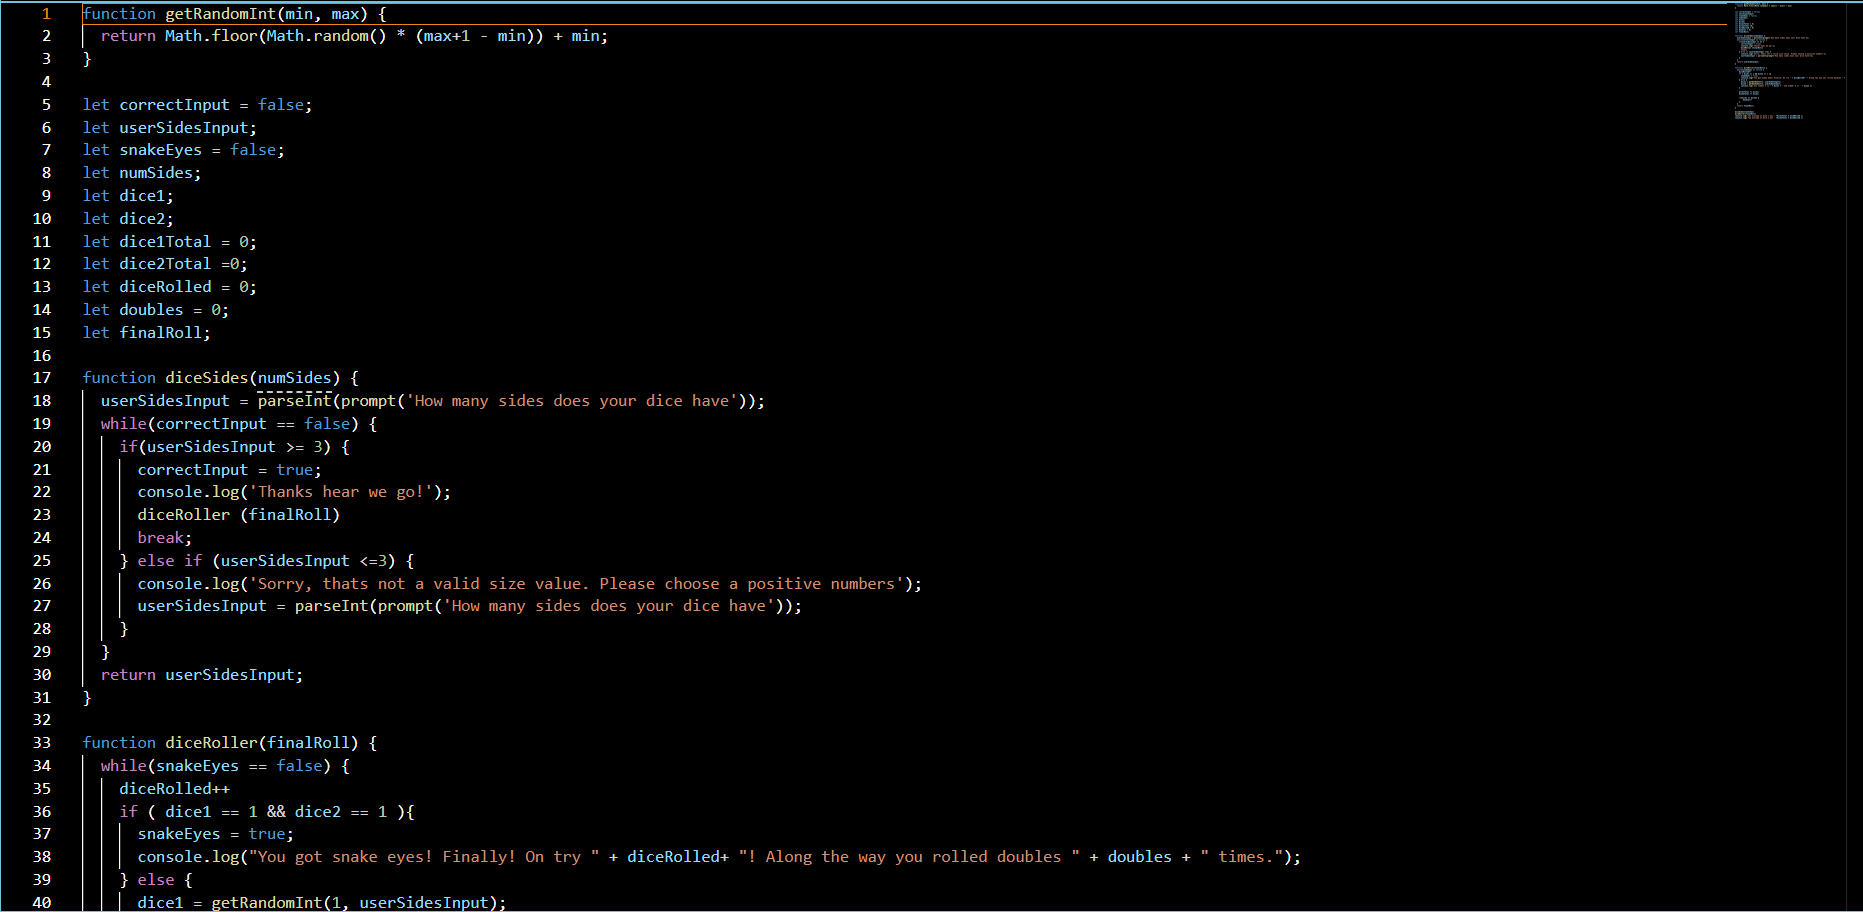 1 function getRandomInt(min, max) {
2 return Math.floor(Math.random() * (max+1 - min)) + min;
3 }
4
5 let correctInput = false;
6 let userSidesInput;
7 let snakeEyes = false;
8 let numSides;
9 let dice1;
10 let dice2;
11 let dice1Total = 0;
12 let dice2Total =0;
13 let diceRolled = 0;
14 let doubles = 0;
15 let finalRoll;
16
17 function diceSides(numSides) {
18 userSidesInput = parseInt(prompt('How many sides does your dice have'));
19 while(correctInput == false) {
20 if(userSidesInput >= 3) {
21 correctInput = true;
22 console.log('Thanks hear we go!');
23 diceRoller (finalRoll)
24 break;
25 } else if (userSidesInput <=3) {
26 console.log('Sorry, thats not a valid size value. Please choose a positive numbers');
27 userSidesInput = parseInt(prompt('How many sides does your dice have'));
28 }
29 }
30 return userSidesInput;
31 }
32
33 function diceRoller(finalRoll) {
34 while(snakeEyes == false) {
35 diceRolled++
36 if ( dice1 == 1 && dice2 == 1 ){
37 snakeEyes = true;
38 console.log("You got snake eyes! Finally! On try " + diceRolled+ "! Along the way you rolled doubles " + doubles + " times.");
39 } else {
40 dice1 = getRandomInt(1, userSidesInput);